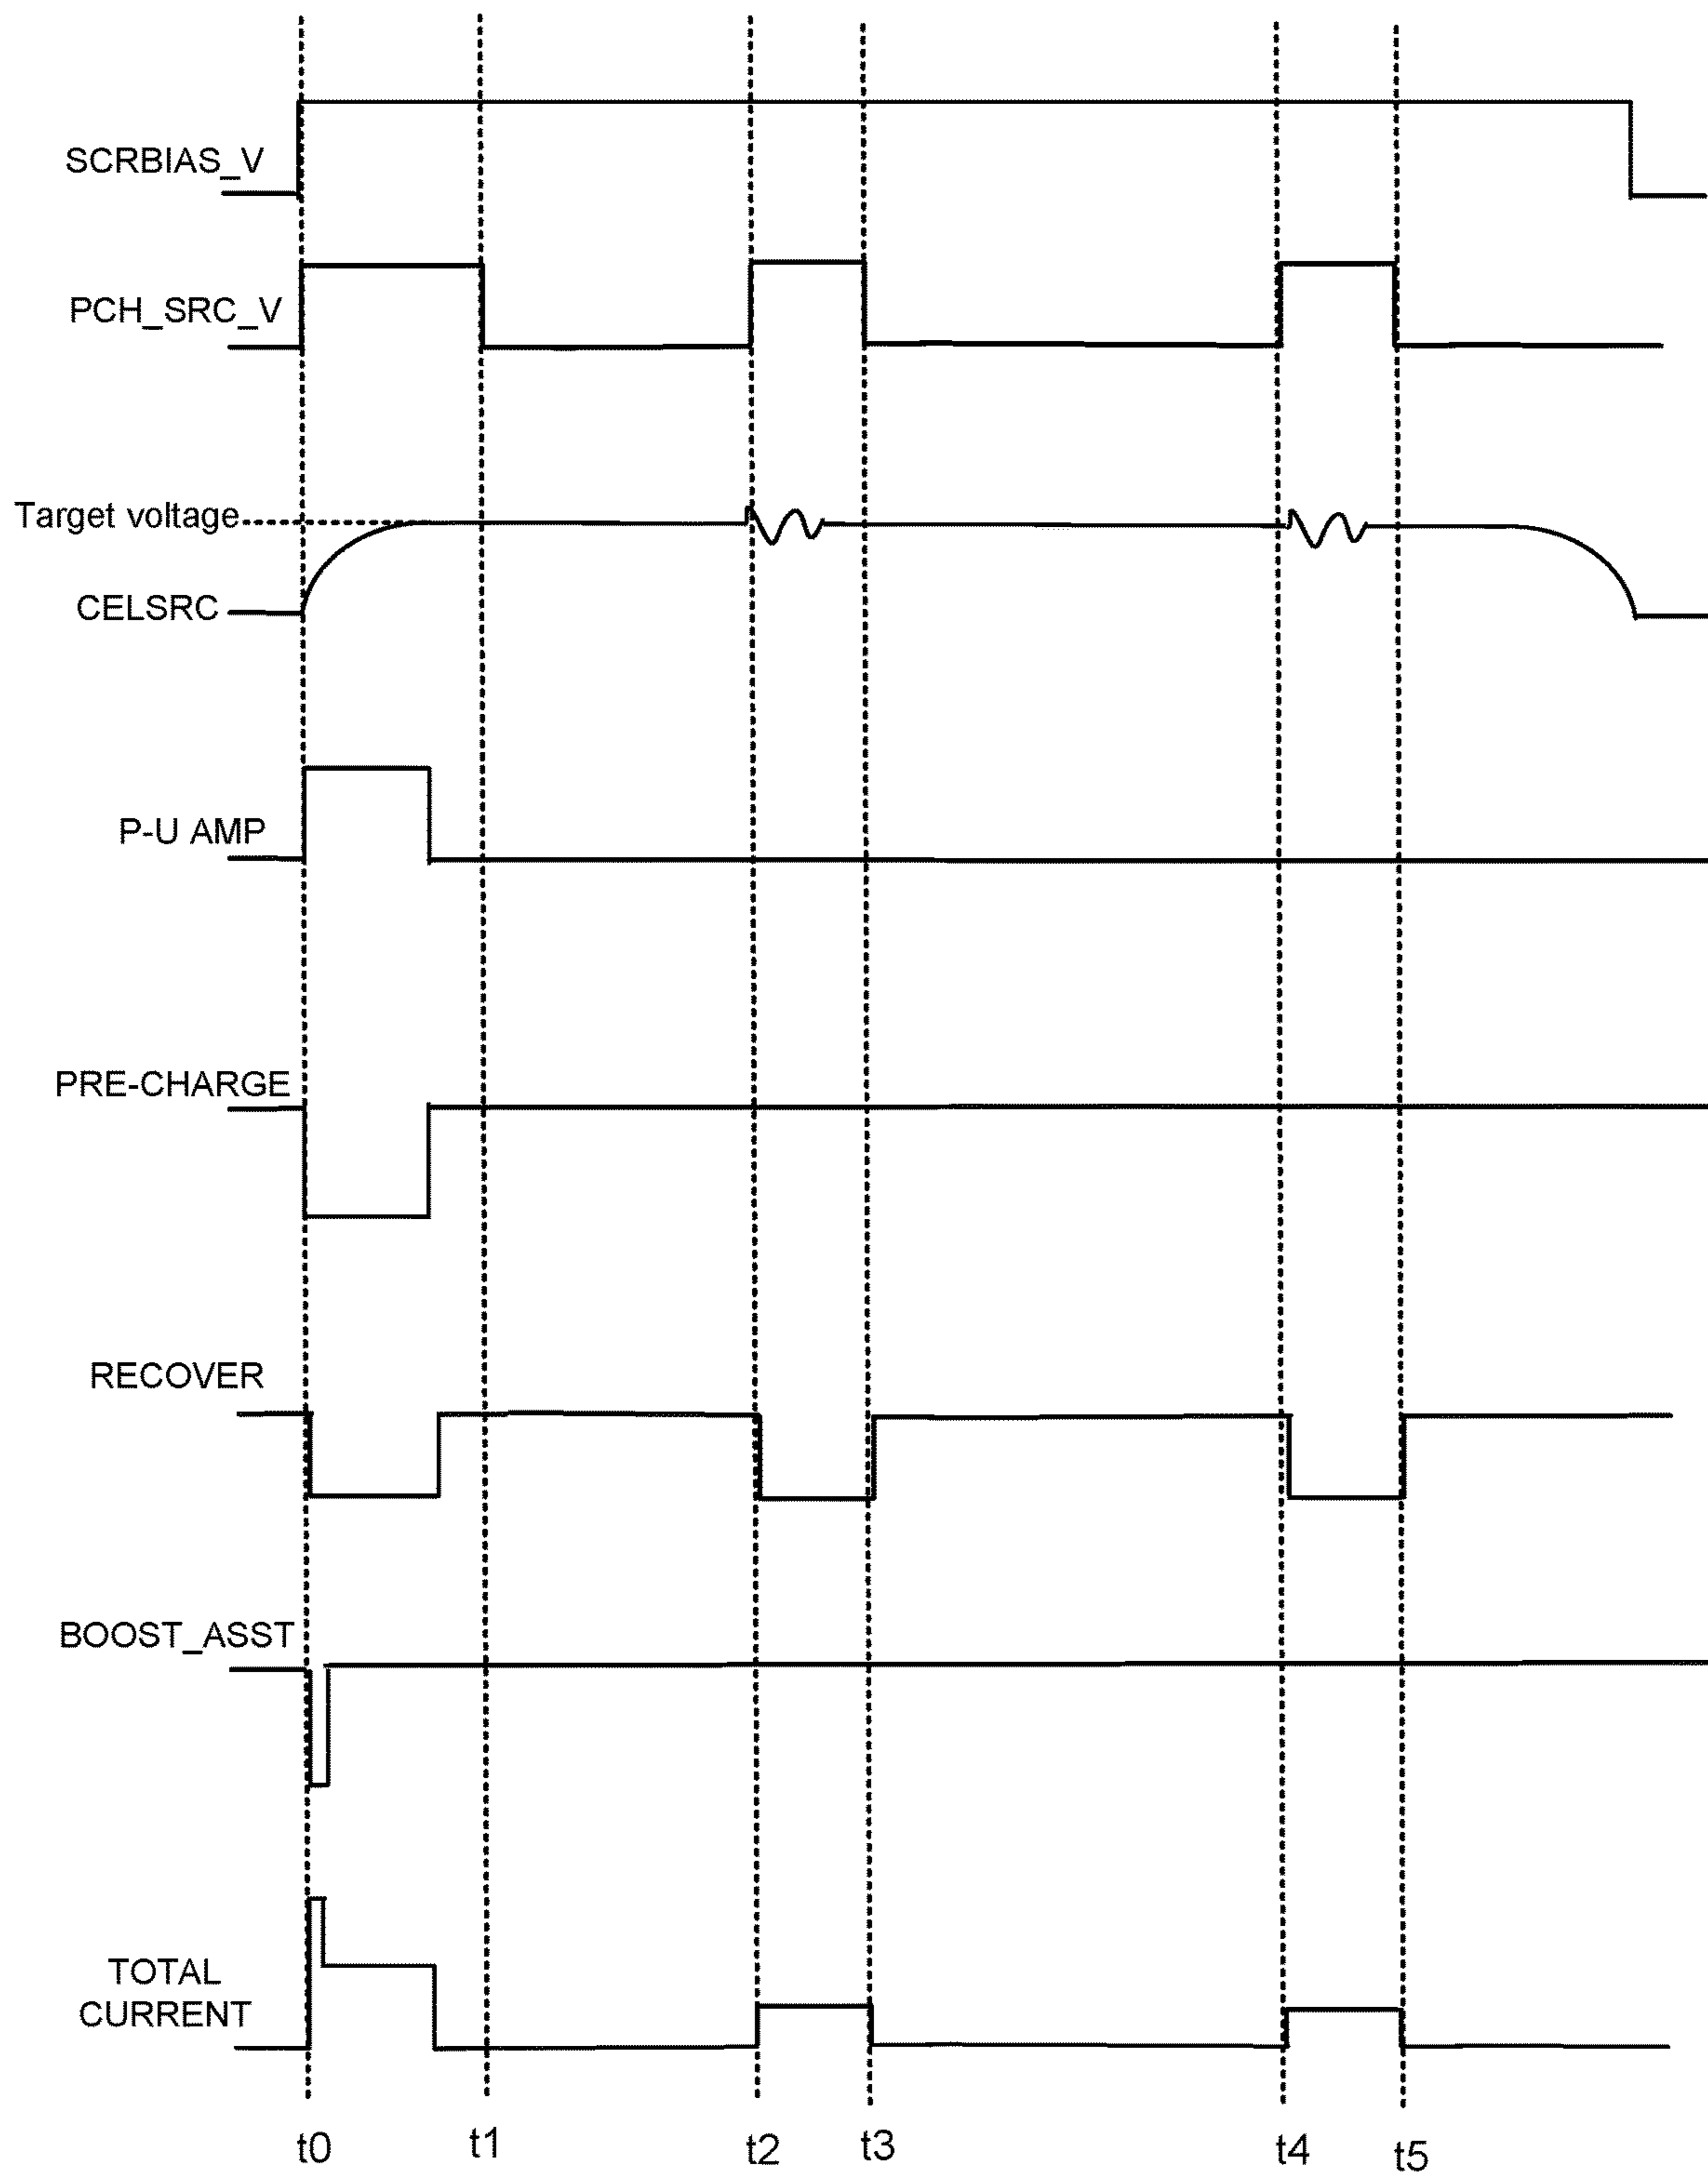 SCRBIAS_V
PCH_SRC_V
Target voltage
CELSRC
P-U AMP
PRE-CHARGE
RECOVER
BOOST_ASST
TOTAL
CURRENT
t0 t1 t2 t3 t4 t5